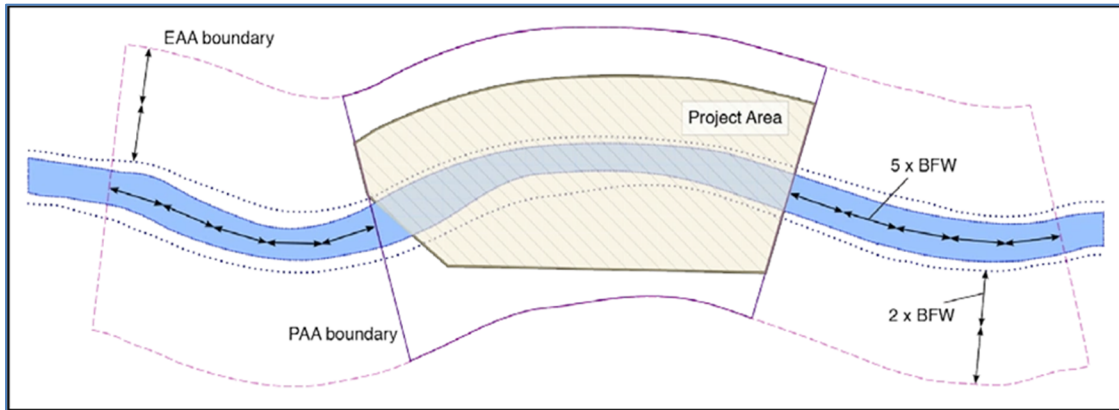 EAA boundary
Project Area
5 x BFW
PAA boundary
2 x BFW